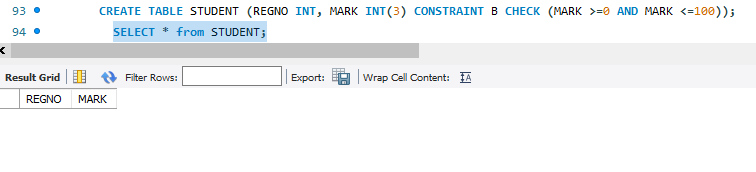 93 CREATE TABLE STUDENT (REGNO INT, MARK INT(3) CONSTRAINT B CHECK (MARK >=0 AND MARK <=100));
94 SELECT * from STUDENT;
Result Grid Filter Rows: Export: Wrap Cell Content: IA
REGNO MARK